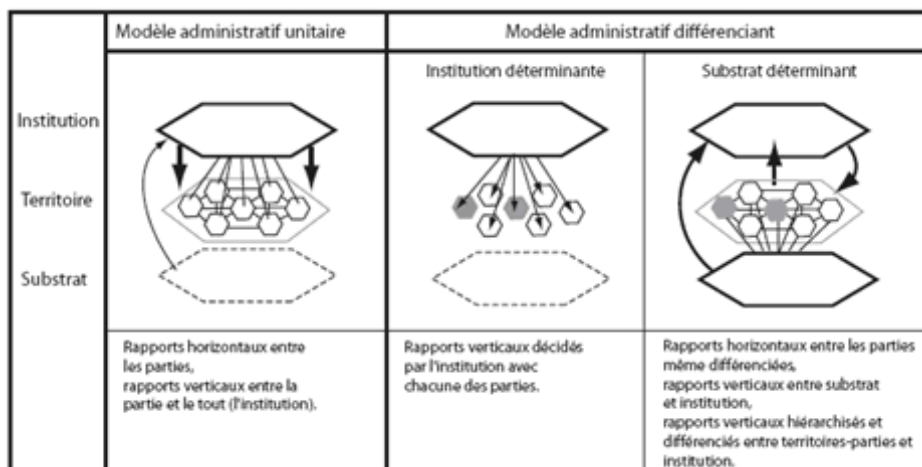 Modèle administratif unitaire
Modèle administratif différenciant
Institution déterminante
Substrat déterminant
Institution
Territoire
Substrat
Rapports horizontaux entre
les parties,
rapports verticaux entre la
partie et le tout (l'institution).
Rapports verticaux décidés
par l'institution avec
chacune des parties.
Rapports horizontaux entre les parties
même différenciées,
rapports verticaux entre substrat
et institution,
rapports verticaux hiérarchisés et
différenciés entre territoires-parties et
institution.